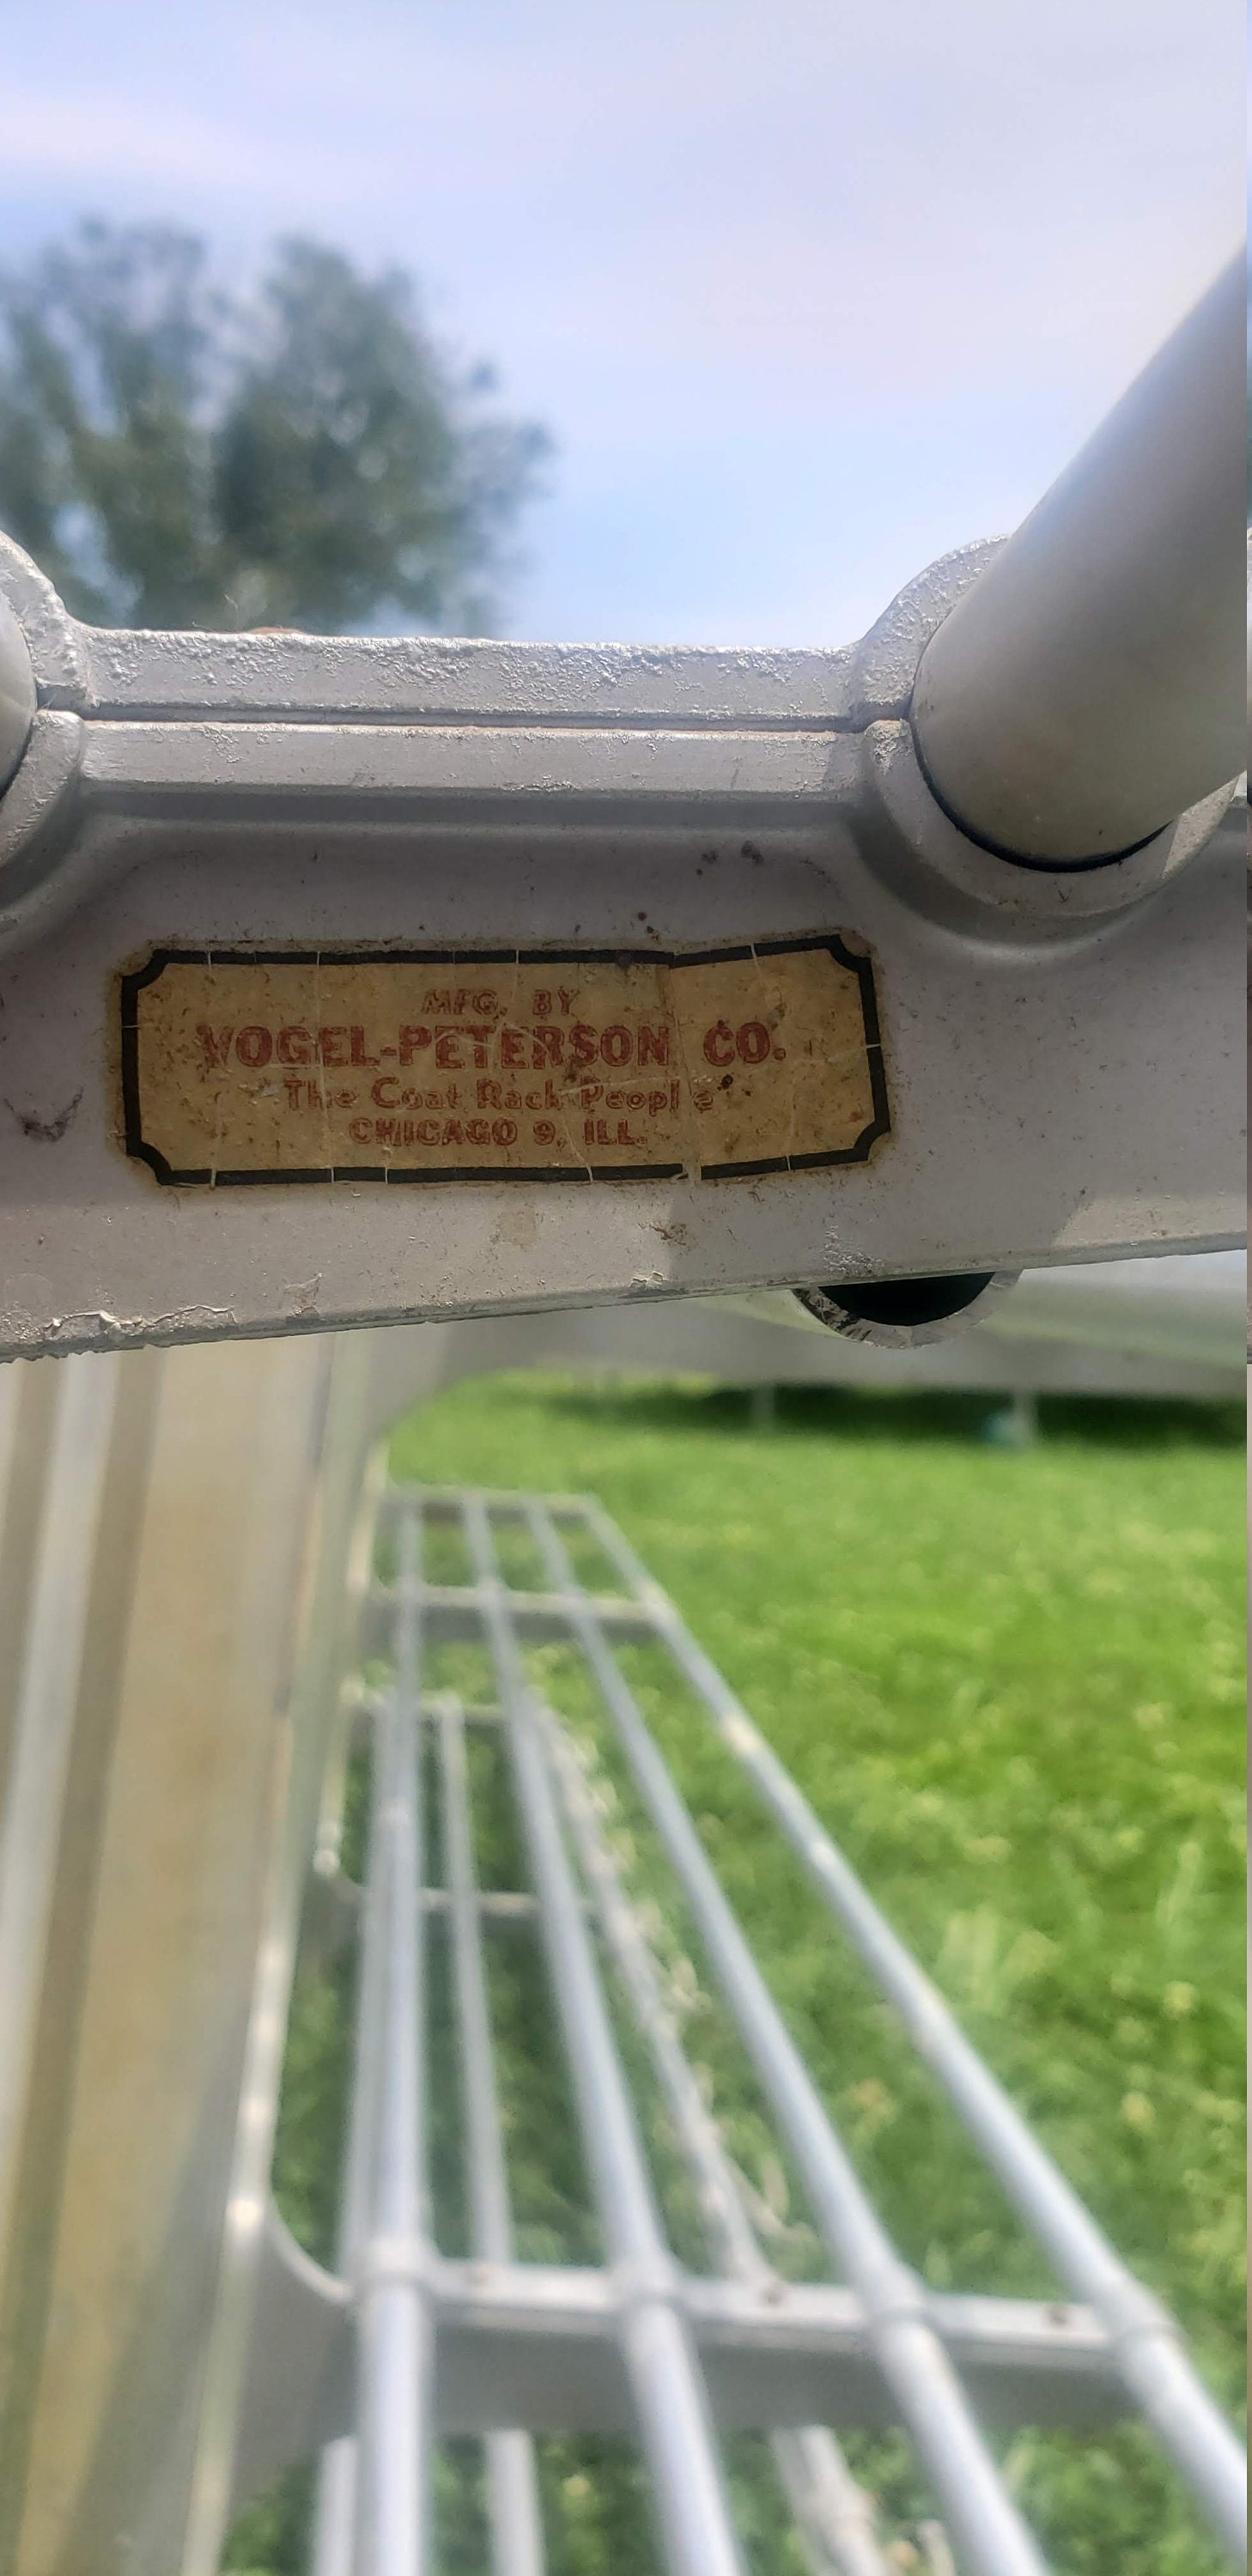 MFG. BY
VOGEL-PETERSON CO.
The Coat Rack People
CHICAGO 9, ILL.